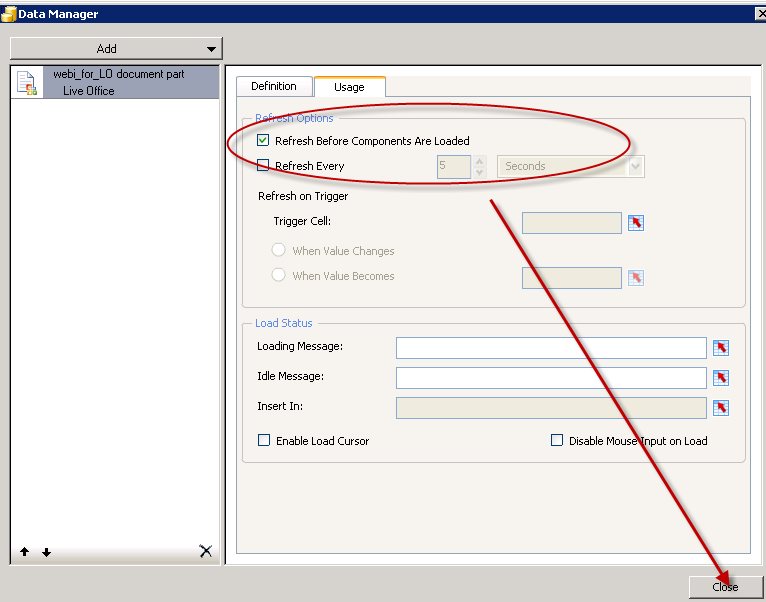 Data Manager
Add
webi_for_LO document part
Live Office
Definition
Usage
Refresh Options
Refresh Before Components Are Loaded
Refresh Every 5 Seconds
Refresh on Trigger
Trigger Cell:
When Value Changes
When Value Becomes
Load Status
Loading Message:
Idle Message:
Insert In:
Enable Load Cursor Disable Mouse Input on Load
Close